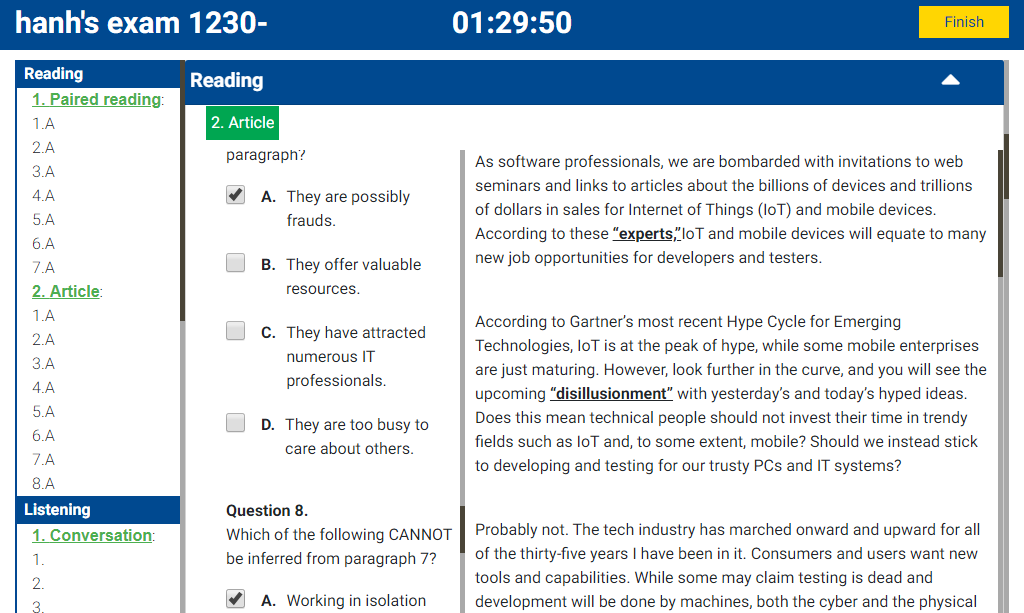 hanh's exam 1230-
01:29:50
Finish
Reading
1. Paired reading:
1.A
2.A
3.A
4.A
5.A
6.A
7.A
2. Article:
1.A
2.A
3.A
4.A
5.A
6.A
7.A
8.A
Listening
1. Conversation:
1.
2.
3.
Reading
2. Article
paragraph?
A. They are possibly
frauds.
B. They offer valuable
resources.
C. They have attracted
numerous IT
professionals.
D. They are too busy to
care about others.
Question 8.
Which of the following CANNOT
be inferred from paragraph 7?
A. Working in isolation
As software professionals, we are bombarded with invitations to web
seminars and links to articles about the billions of devices and trillions
of dollars in sales for Internet of Things (IoT) and mobile devices.
According to these “experts,”IoT and mobile devices will equate to many
new job opportunities for developers and testers.
According to Gartner’s most recent Hype Cycle for Emerging
Technologies, IoT is at the peak of hype, while some mobile enterprises
are just maturing. However, look further in the curve, and you will see the
upcoming “disillusionment” with yesterday’s and today’s hyped ideas.
Does this mean technical people should not invest their time in trendy
fields such as IoT and, to some extent, mobile? Should we instead stick
to developing and testing for our trusty PCs and IT systems?
Probably not. The tech industry has marched onward and upward for all
of the thirty-five years I have been in it. Consumers and users want new
tools and capabilities. While some may claim testing is dead and
development will be done by machines, both the cyber and the physical